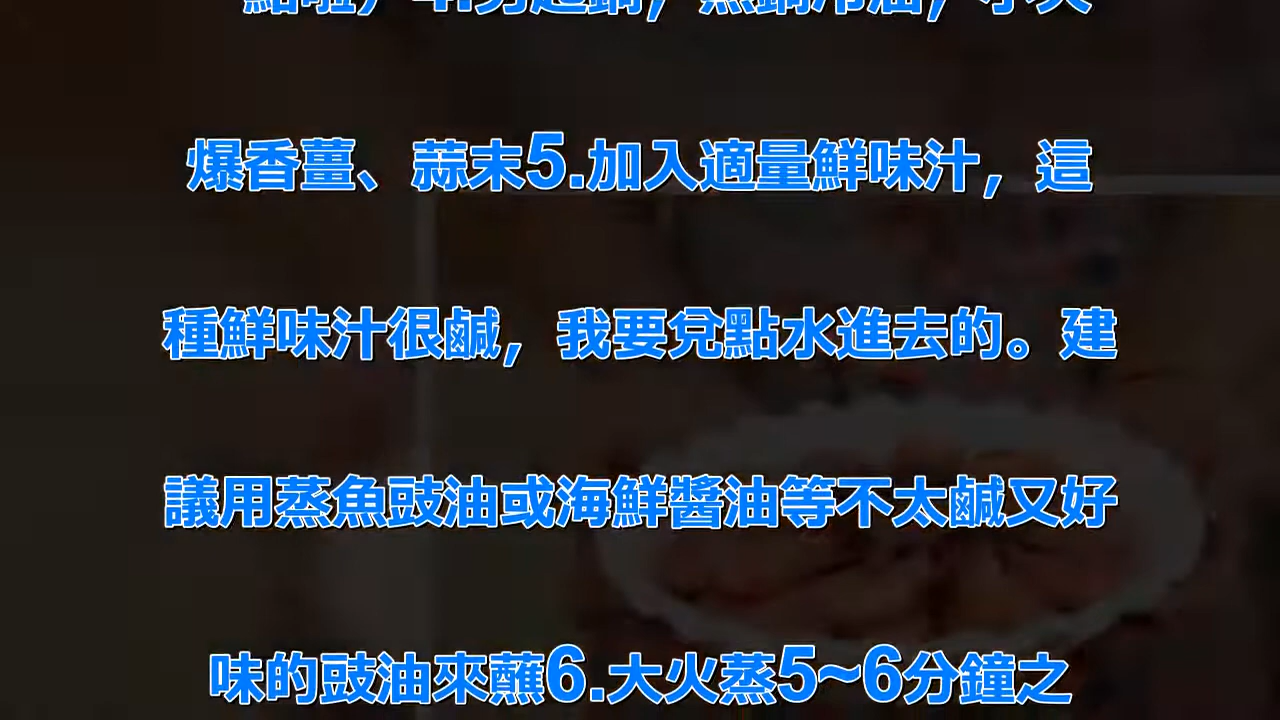 爆香薑、蒜末5.加入適量鮮味汁，這
種鮮味汁很鹹，我要兌點水進去的。建
議用蒸魚豉油或海鮮醬油等不太鹹又好
味的豉油來蘸6.大火蒸5~6分鐘之